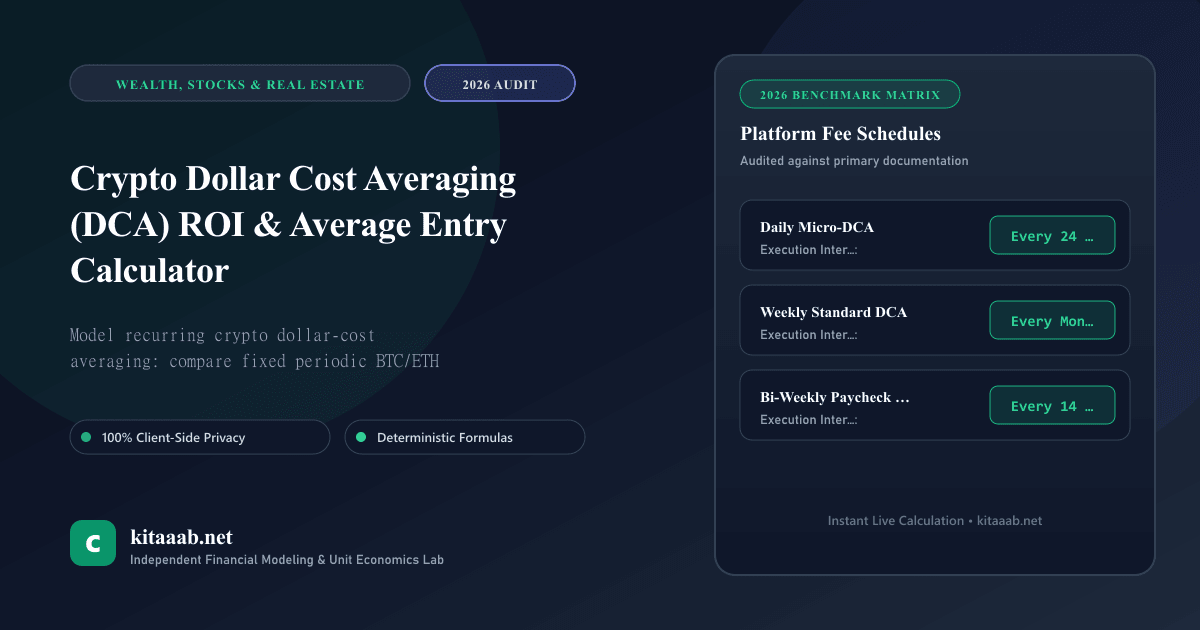 WEALTH, STOCKS & REAL ESTATE
2026 AUDIT
Crypto Dollar Cost Averaging
(DCA) ROI & Average Entry
Calculator
Model recurring crypto dollar-cost
averaging: compare fixed periodic BTC/ETH
100% Client-Side Privacy
Deterministic Formulas
C
kitaaab.net
Independent Financial Modeling & Unit Economics Lab
2026 BENCHMARK MATRIX
Platform Fee Schedules
Audited against primary documentation
Daily Micro-DCA
Execution Inter…:
Every 24 …
Weekly Standard DCA
Execution Inter…:
Every Mon…
Bi-Weekly Paycheck …
Execution Inter…:
Every 14 …
Instant Live Calculation • kitaaab.net